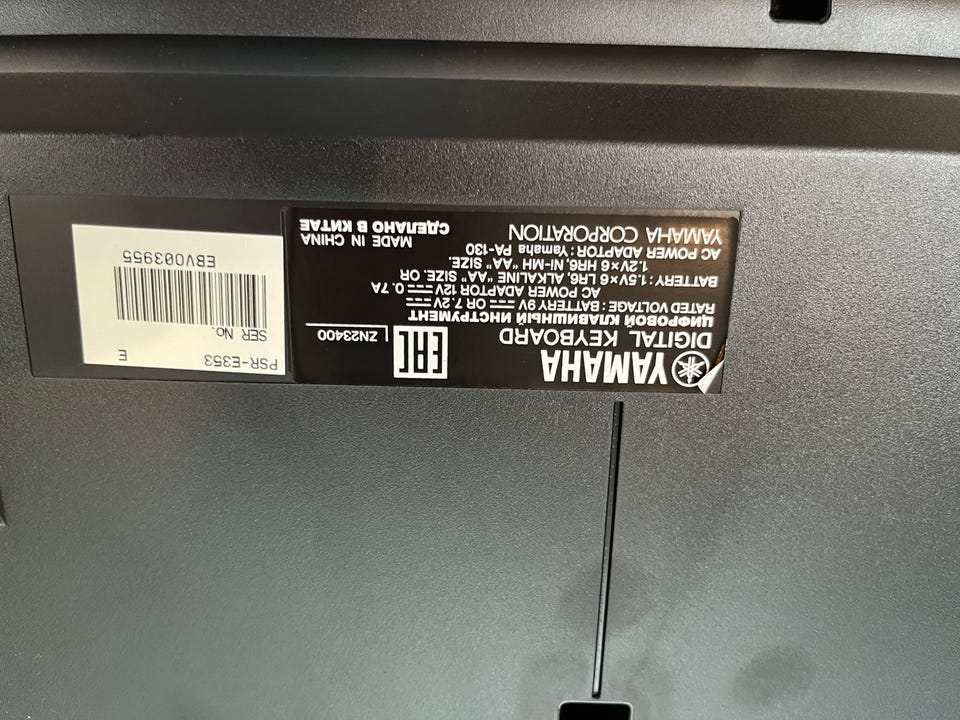 YAMAHA
DIGITAL KEYBOARD
ЦИФРОВОЙ КЛАВИШНЫЙ ИНСТРУМЕНТ
EAC
ZN23400
RATED VOLTAGE : BATTERY 9V ⎓ OR 7.2V ⎓
AC POWER ADAPTOR 12V ⎓ 0.7A
BATTERY : 1.5V×6 LR6, ALKALINE "AA" SIZE. OR
1.2V×6 HR6, Ni-MH "AA" SIZE.
AC POWER ADAPTOR : Yamaha PA-130
YAMAHA CORPORATION
MADE IN CHINA
СДЕЛАНО В КИТАЕ
PSR-E353 E
SER No.
EBVO03955